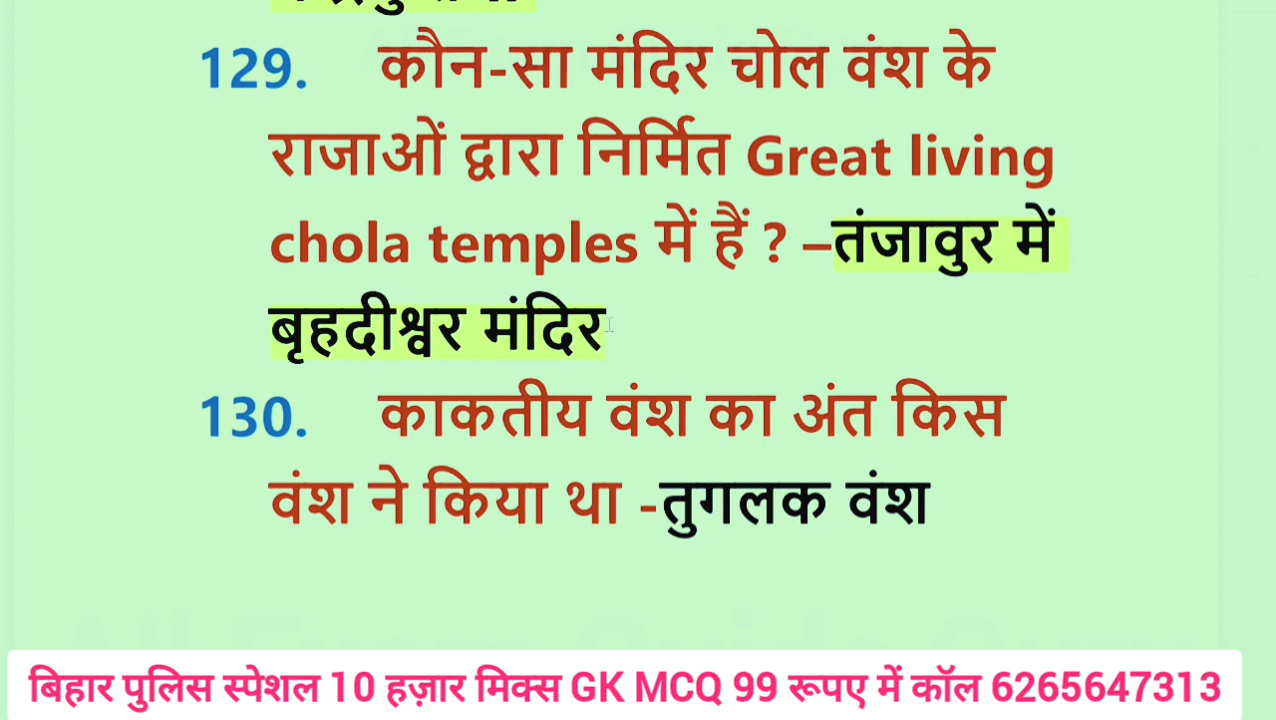 129. कौन-सा मंदिर चोल वंश के
राजाओं द्वारा निर्मित Great living
chola temples में हैं ? –तंजावुर में
बृहदीश्वर मंदिर
130. काकतीय वंश का अंत किस
वंश ने किया था -तुगलक वंश
बिहार पुलिस स्पेशल 10 हज़ार मिक्स GK MCQ 99 रूपए में कॉल 6265647313